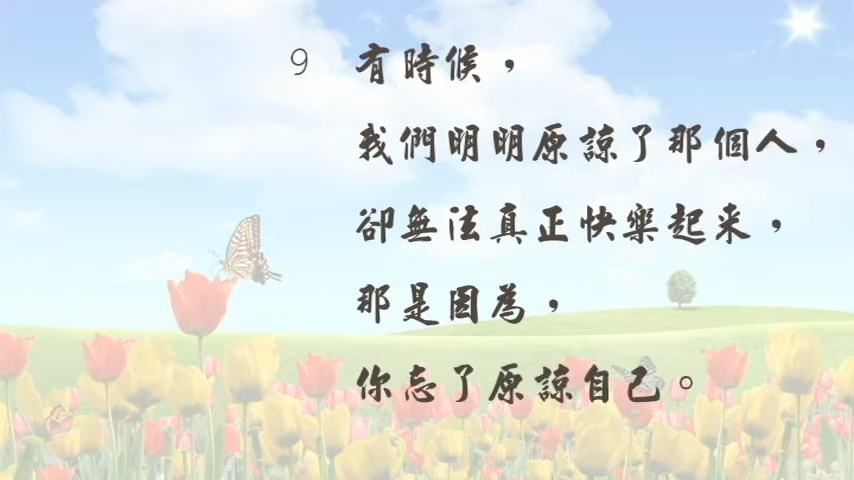 9 有時候，
我們明明原諒了那個人，
卻無法真正快樂起來，
那是因為，
你忘了原諒自己。